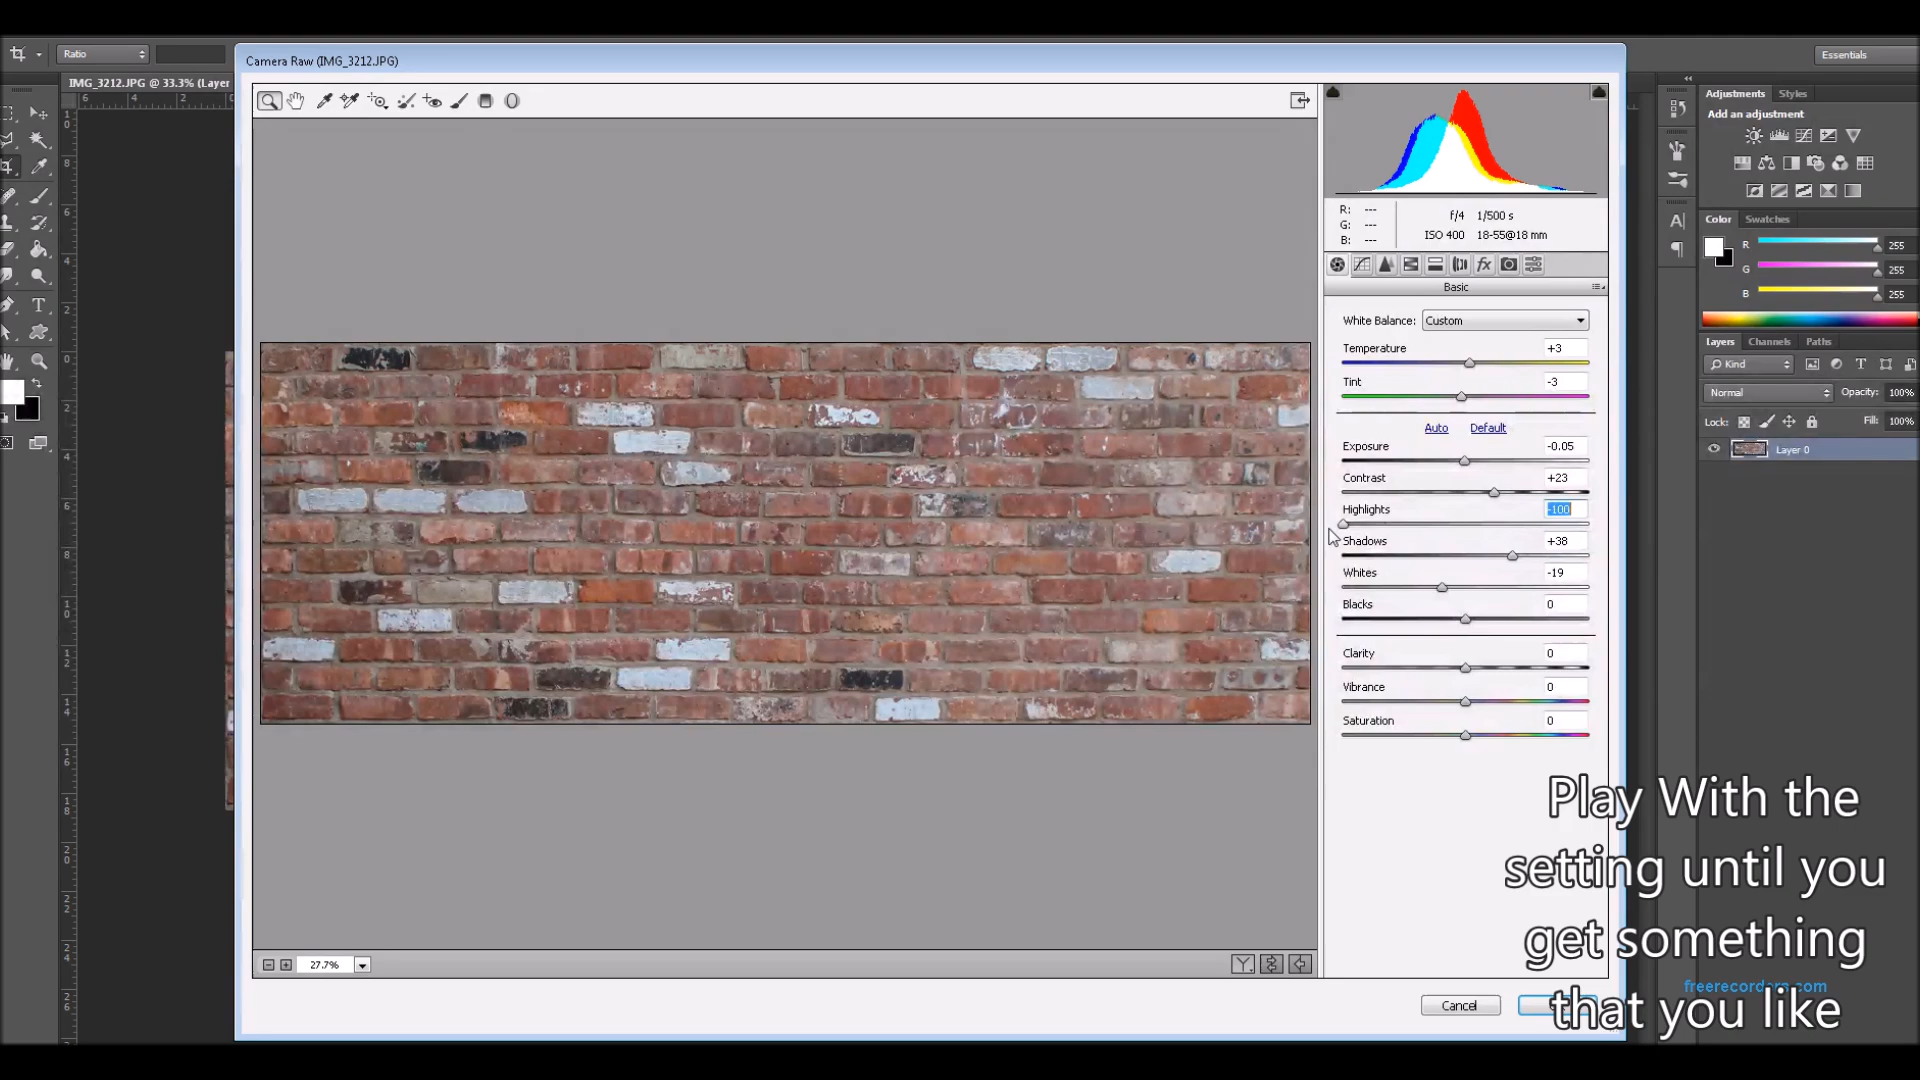 Ratio
Essentials
Camera Raw (IMG_3212.JPG)
IMG_3212.JPG @ 33.3% (Layer
R: ---
G: ---
B: ---
f/4 1/500 s
ISO 400 18-55@18 mm
Basic
White Balance: Custom
Temperature +3
Tint -3
Auto Default
Exposure -0.05
Contrast +23
Highlights -100
Shadows +38
Whites -19
Blacks 0
Clarity 0
Vibrance 0
Saturation 0
27.7%
Cancel
Adjustments Styles
Add an adjustment
Color Swatches
R 255
G 255
B 255
Layers Channels Paths
Kind
Normal Opacity: 100%
Lock: Fill: 100%
Layer 0
Play With the
setting until you
get something
freerecorders.com
that you like